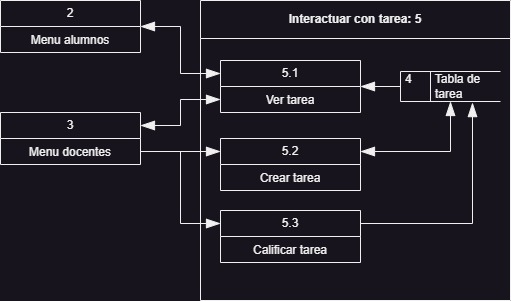 2
Menu alumnos
Interactuar con tarea: 5
5.1
Ver tarea
4
Tabla de
tarea
3
Menu docentes
5.2
Crear tarea
5.3
Calificar tarea